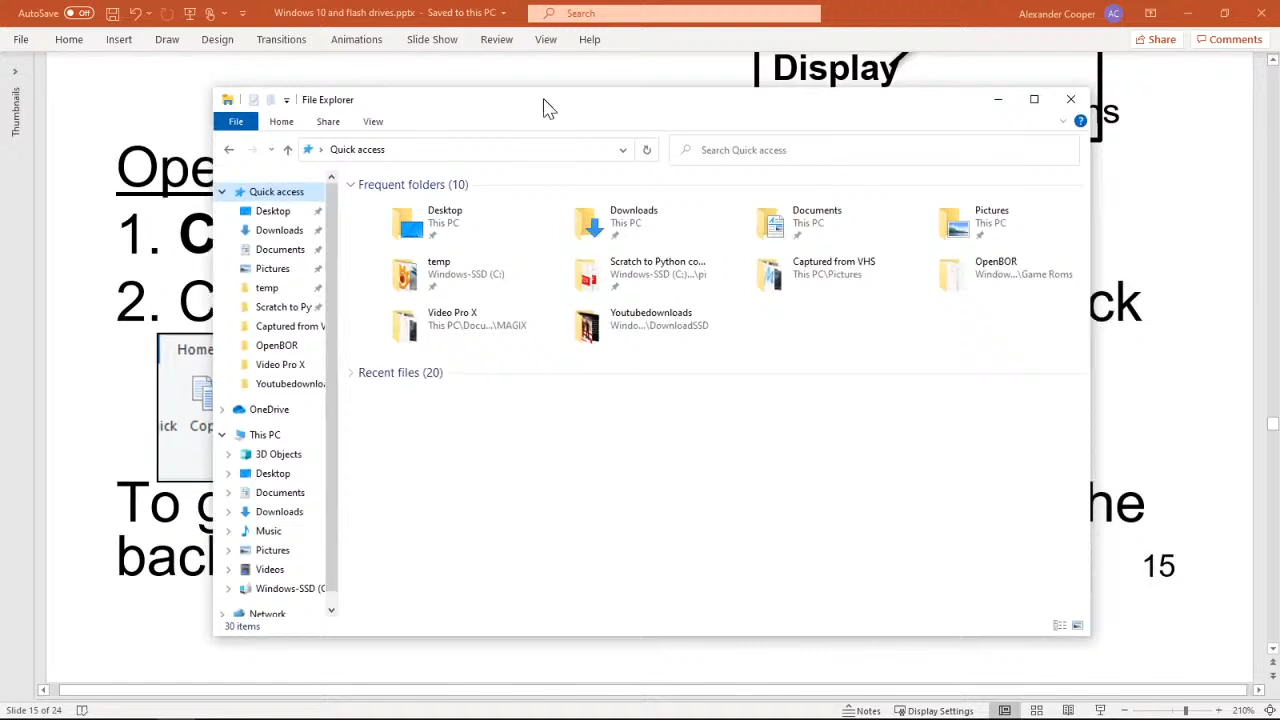 AutoSave Off Windows 10 and flash drives.pptx - Saved to this PC Search Alexander Cooper AC
File Home Insert Draw Design Transitions Animations Slide Show Review View Help Share Comments
Thumbnails
Display
ns
File Explorer
File Home Share View
Quick access Search Quick access
Ope
1. C
2. C
ck
Home
ick Cop
To g
he
back
15
Quick access
Desktop
Downloads
Documents
Pictures
temp
Scratch to Py
Captured from V
OpenBOR
Video Pro X
Youtubedownloa
OneDrive
This PC
3D Objects
Desktop
Documents
Downloads
Music
Pictures
Videos
Windows-SSD (C
Network
Frequent folders (10)
Desktop
This PC
Downloads
This PC
Documents
This PC
Pictures
This PC
temp
Windows-SSD (C:)
Scratch to Python co...
Windows-SSD (C:)...\pi
Captured from VHS
This PC\Pictures
OpenBOR
Window...\Game Roms
Video Pro X
This PC\Docu...\MAGIX
Youtubedownloads
Windo...\DownloadSSD
Recent files (20)
30 items
Slide 15 of 24 Notes Display Settings 210%